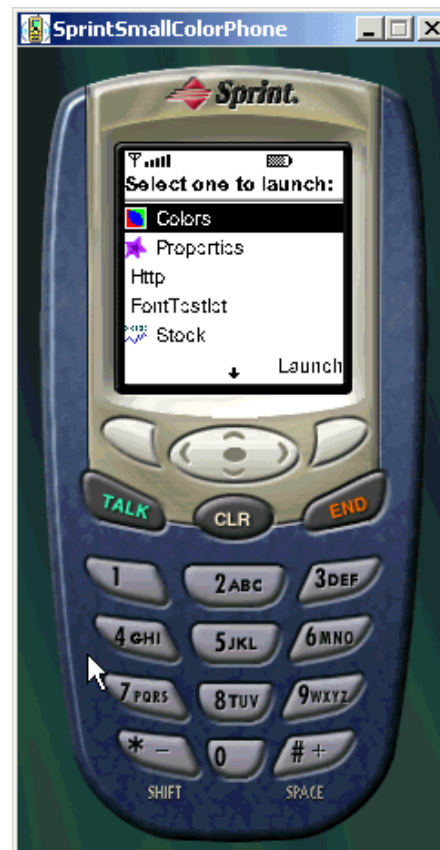 SprintSmallColorPhone
Sprint.
Select one to launch:
Colors
Properties
Http
FontTestlet
Stock
Launch
TALK
CLR
END
1 2ABC 3DEF
4GHI 5JKL 6MNO
7PQRS 8TUV 9WXYZ
* - 0 # +
SHIFT SPACE